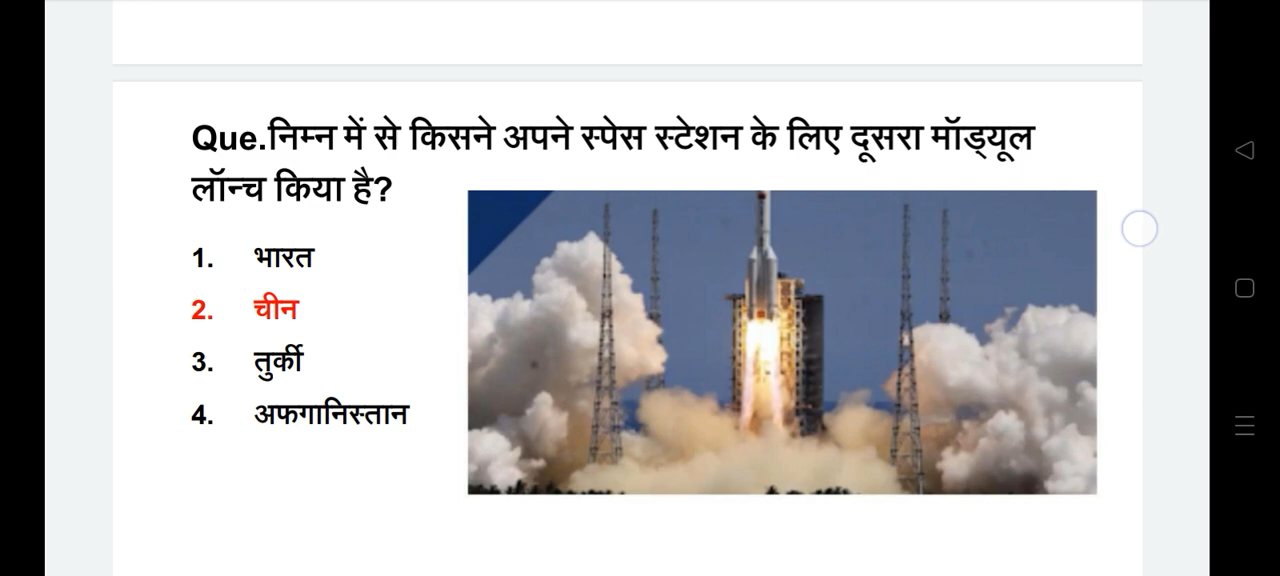 Que.निम्न में से किसने अपने स्पेस स्टेशन के लिए दूसरा मॉड्यूल
लॉन्च किया है?
1. भारत
2. चीन
3. तुर्की
4. अफगानिस्तान